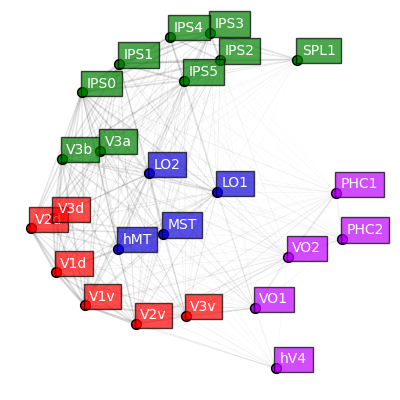 IPS3
IPS4
IPS2
SPL1
IPS1
IPS5
IPS0
V3a
V3b
LO2
LO1
PHC1
V3d
MST
PHC2
hMT
VO2
V1d
V1v
VO1
V3v
V2v
hV4